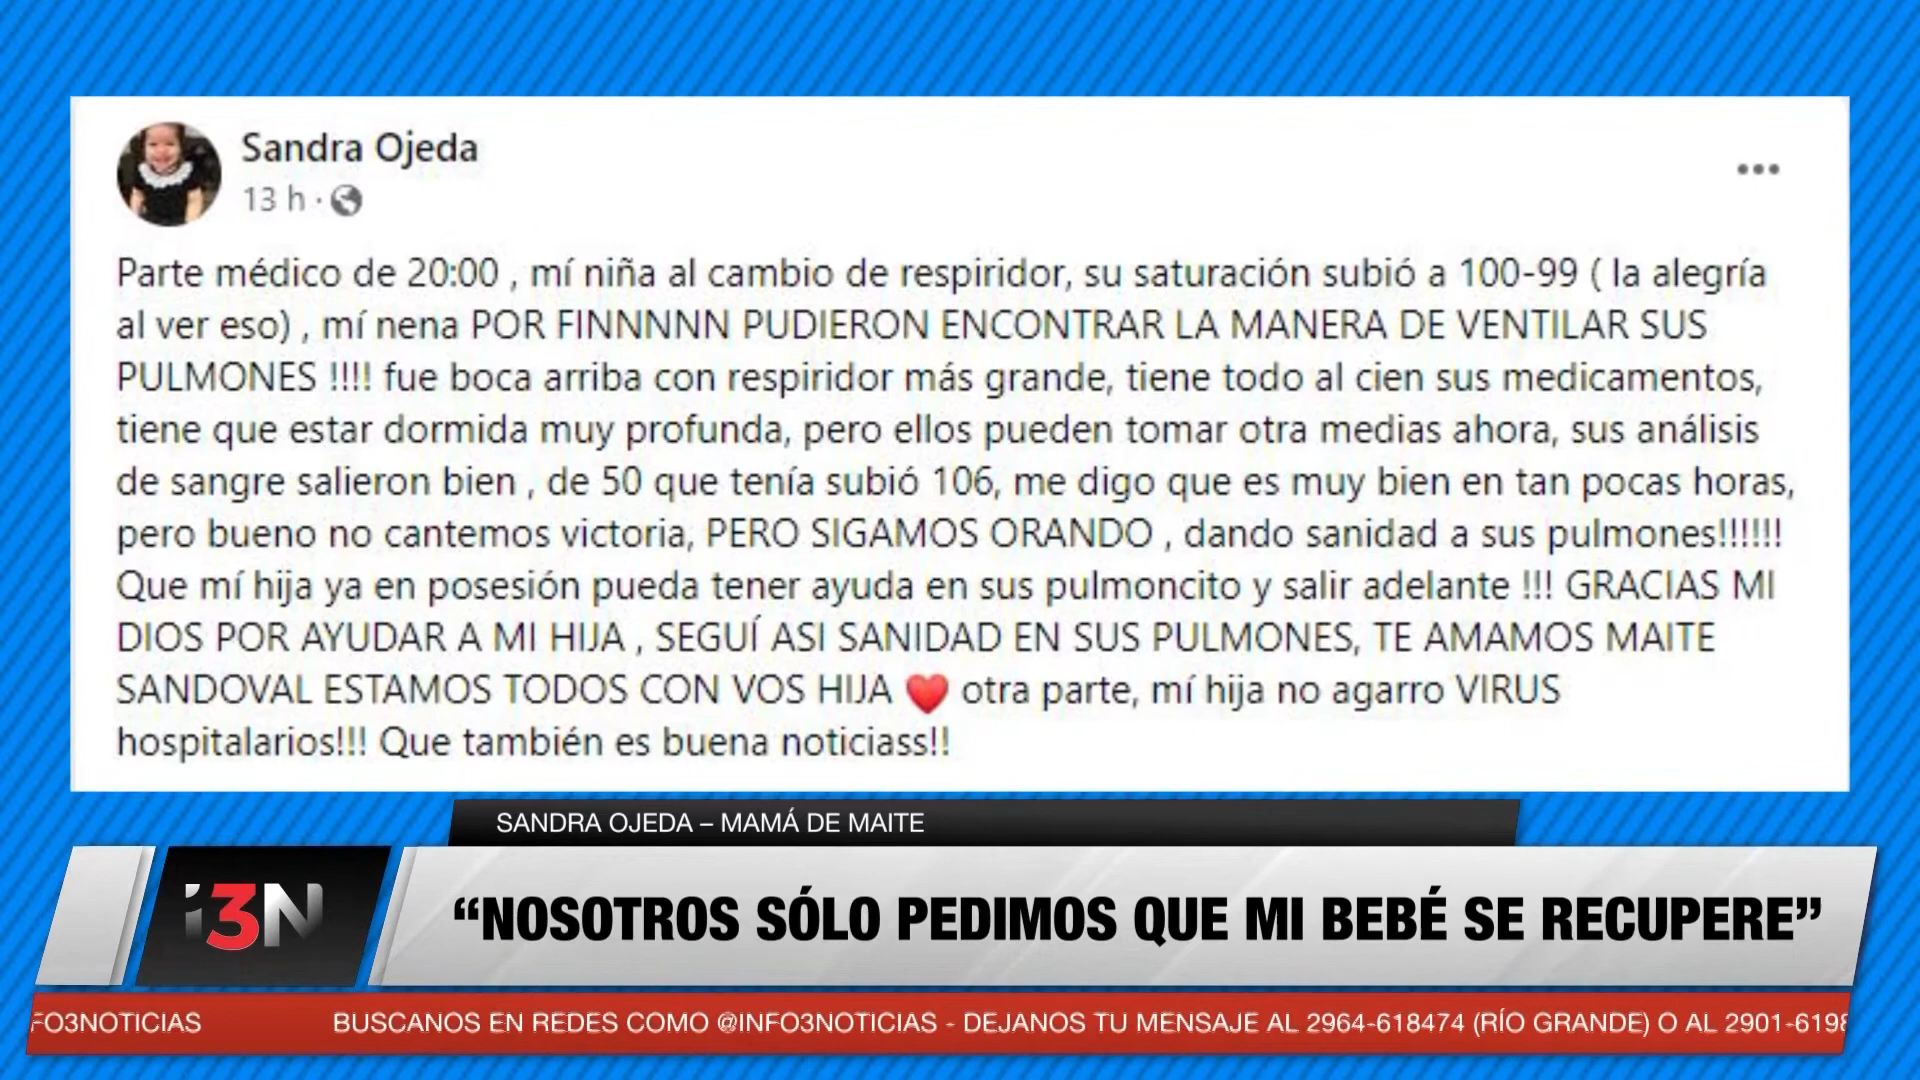 Sandra Ojeda
13 h ·
Parte médico de 20:00 , mí niña al cambio de respiridor, su saturación subió a 100-99 ( la alegría
al ver eso) , mí nena POR FINNNNN PUDIERON ENCONTRAR LA MANERA DE VENTILAR SUS
PULMONES !!!! fue boca arriba con respiridor más grande, tiene todo al cien sus medicamentos,
tiene que estar dormida muy profunda, pero ellos pueden tomar otra medias ahora, sus análisis
de sangre salieron bien , de 50 que tenía subió 106, me digo que es muy bien en tan pocas horas,
pero bueno no cantemos victoria, PERO SIGAMOS ORANDO , dando sanidad a sus pulmones!!!!!!
Que mí hija ya en posesión pueda tener ayuda en sus pulmoncito y salir adelante !!! GRACIAS MI
DIOS POR AYUDAR A MI HIJA , SEGUÍ ASI SANIDAD EN SUS PULMONES, TE AMAMOS MAITE
SANDOVAL ESTAMOS TODOS CON VOS HIJA ❤️ otra parte, mí hija no agarro VIRUS
hospitalarios!!! Que también es buena noticiass!!
SANDRA OJEDA – MAMÁ DE MAITE
i3N
“NOSOTROS SÓLO PEDIMOS QUE MI BEBÉ SE RECUPERE”
FO3NOTICIAS BUSCANOS EN REDES COMO @INFO3NOTICIAS - DEJANOS TU MENSAJE AL 2964-618474 (RÍO GRANDE) O AL 2901-6198